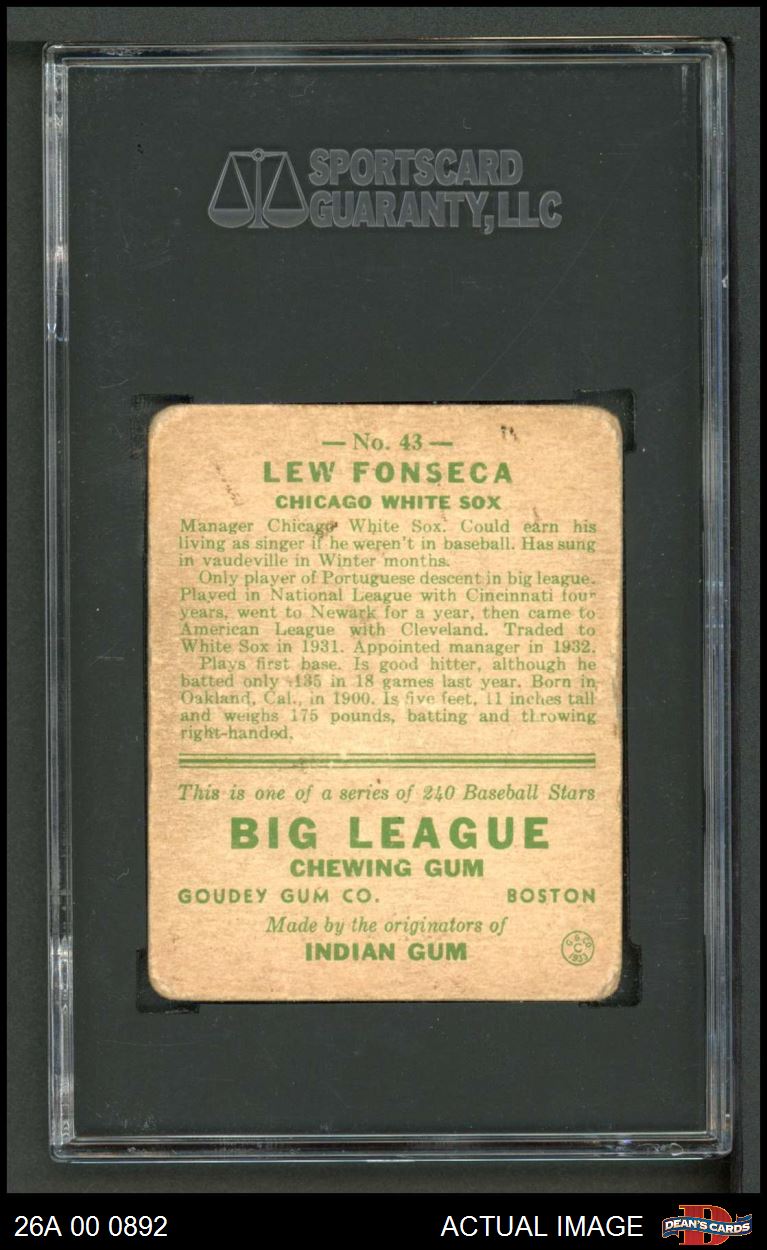 SPORTSCARD
GUARANTY, LLC
— No. 43 —
LEW FONSECA
CHICAGO WHITE SOX
Manager Chicago White Sox. Could earn his
living as singer if he weren't in baseball. Has sung
in vaudeville in Winter months.
Only player of Portuguese descent in big league.
Played in National League with Cincinnati four
years, went to Newark for a year, then came to
American League with Cleveland. Traded to
White Sox in 1931. Appointed manager in 1932.
Plays first base. Is good hitter, although he
batted only .135 in 18 games last year. Born in
Oakland, Cal., in 1900. Is five feet, 11 inches tall
and weighs 175 pounds, batting and throwing
right-handed.
This is one of a series of 240 Baseball Stars
BIG LEAGUE
CHEWING GUM
GOUDEY GUM CO. BOSTON
Made by the originators of
INDIAN GUM
G. G. CO.
C
1933
26A 00 0892 ACTUAL IMAGE DEAN'S CARDS